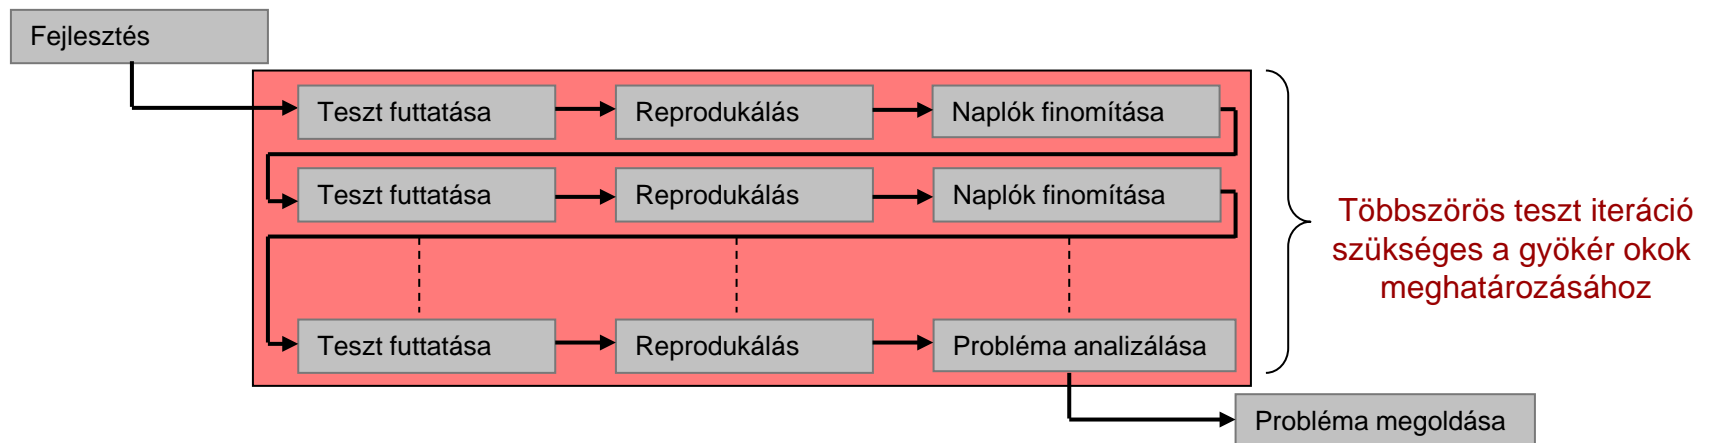 Fejlesztés
Teszt futtatása
Reprodukálás
Naplók finomítása
Teszt futtatása
Reprodukálás
Naplók finomítása
Többszörös teszt iteráció
szükséges a gyökér okok
meghatározásához
Teszt futtatása
Reprodukálás
Probléma analizálása
Probléma megoldása